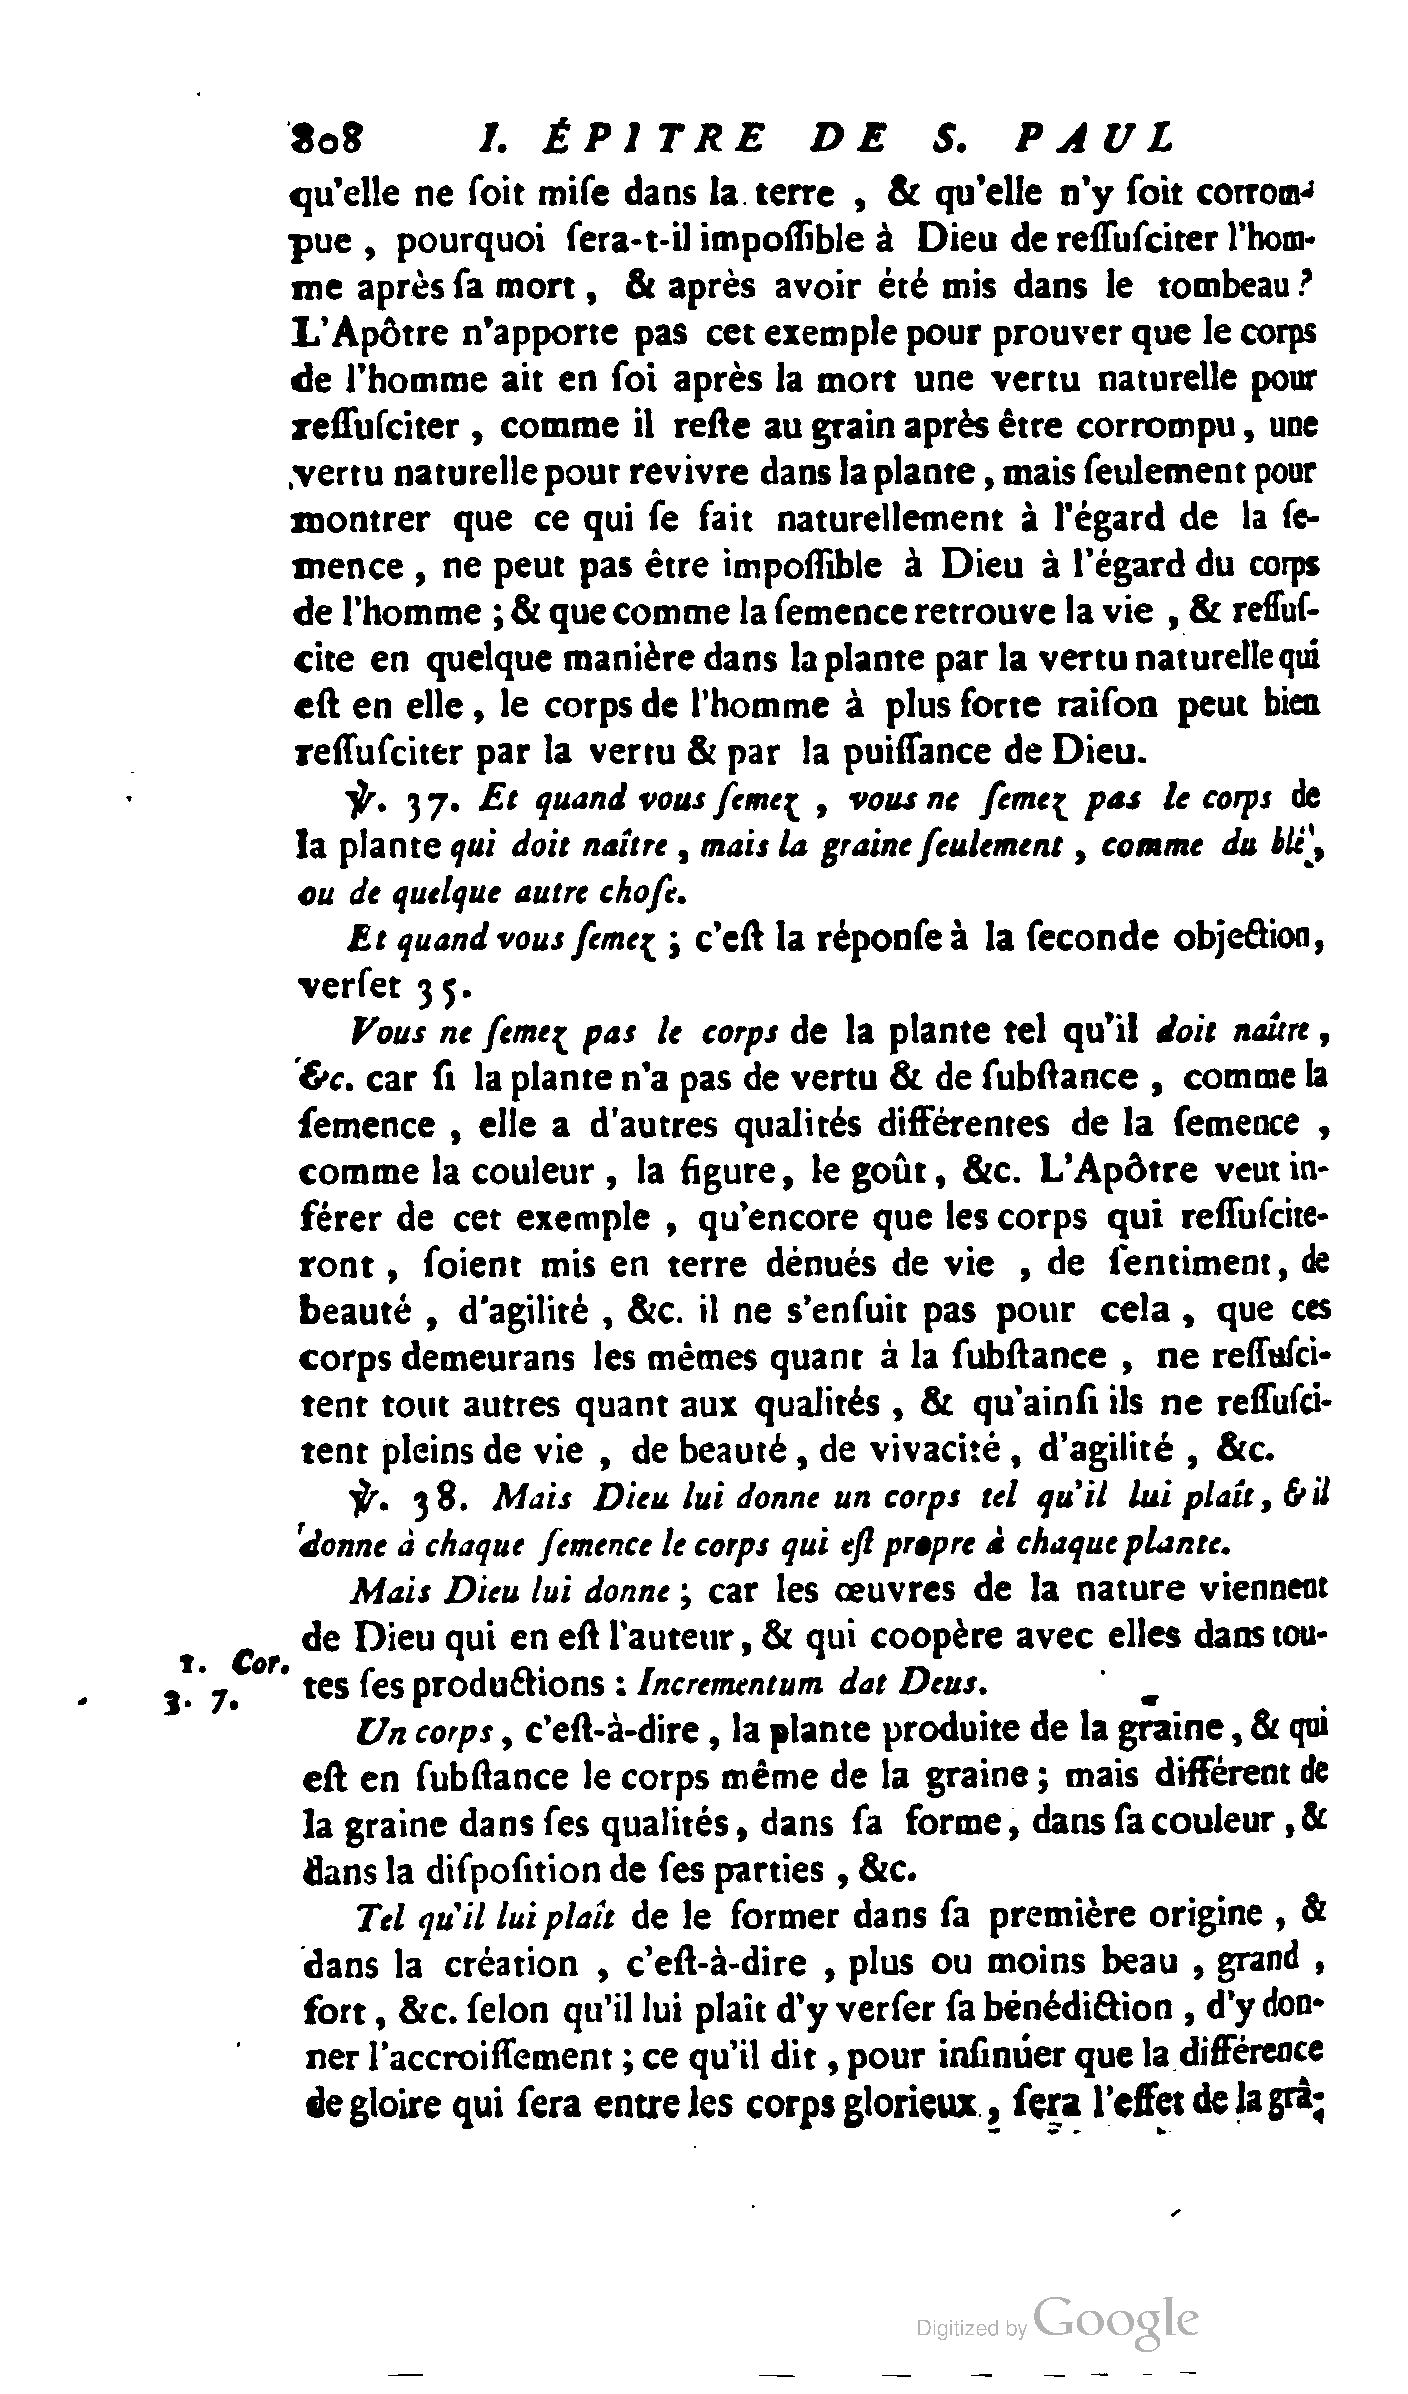 808 I. ÉPITRE DE S. PAUL
qu'elle ne ſoit miſe dans la terre , & qu'elle n'y ſoit corrom-
pue , pourquoi ſera-t-il impoſſible à Dieu de reſſuſciter l'hom-
me après ſa mort , & après avoir été mis dans le tombeau ?
L'Apôtre n'apporte pas cet exemple pour prouver que le corps
de l'homme ait en ſoi après la mort une vertu naturelle pour
reſſuſciter , comme il reſte au grain après être corrompu , une
vertu naturelle pour revivre dans la plante , mais ſeulement pour
montrer que ce qui ſe fait naturellement à l'égard de la ſe-
mence , ne peut pas être impoſſible à Dieu à l'égard du corps
de l'homme ; & que comme la ſemence retrouve la vie , & reſſuſ-
cite en quelque manière dans la plante par la vertu naturelle qui
eſt en elle , le corps de l'homme à plus forte raiſon peut bien
reſſuſciter par la vertu & par la puiſſance de Dieu.
℣. 37. Et quand vous ſemez , vous ne ſemez pas le corps de
la plante qui doit naître , mais la graine ſeulement , comme du blé ,
ou de quelque autre choſe.
Et quand vous ſemez ; c'eſt la réponſe à la ſeconde objection,
verſet 35.
Vous ne ſemez pas le corps de la plante tel qu'il doit naître ,
&c. car ſi la plante n'a pas de vertu & de ſubſtance , comme la
ſemence , elle a d'autres qualités différentes de la ſemence ,
comme la couleur , la figure , le goût , &c. L'Apôtre veut in-
férer de cet exemple , qu'encore que les corps qui reſſuſcite-
ront , ſoient mis en terre dénués de vie , de ſentiment , de
beauté , d'agilité , &c. il ne s'enſuit pas pour cela , que ces
corps demeurans les mêmes quant à la ſubſtance , ne reſſuſci-
tent tout autres quant aux qualités , & qu'ainſi ils ne reſſuſci-
tent pleins de vie , de beauté , de vivacité , d'agilité , &c.
℣. 38. Mais Dieu lui donne un corps tel qu'il lui plaît , & il
donne à chaque ſemence le corps qui eſt propre à chaque plante.
Mais Dieu lui donne ; car les œuvres de la nature viennent
de Dieu qui en eſt l'auteur , & qui coopère avec elles dans tou-
1. Cor.
3. 7.
tes ſes productions : Incrementum dat Deus.
Un corps , c'eſt-à-dire , la plante produite de la graine , & qui
eſt en ſubſtance le corps même de la graine ; mais différent de
la graine dans ſes qualités , dans ſa forme , dans ſa couleur , &
dans la diſpoſition de ſes parties , &c.
Tel qu'il lui plaît de le former dans ſa première origine , &
dans la création , c'eſt-à-dire , plus ou moins beau , grand ,
fort , &c. ſelon qu'il lui plaît d'y verſer ſa bénédiction , d'y don-
ner l'accroiſſement ; ce qu'il dit , pour inſinuer que la différence
de gloire qui ſera entre les corps glorieux , ſera l'effet de la grâ-
Digitized by Google